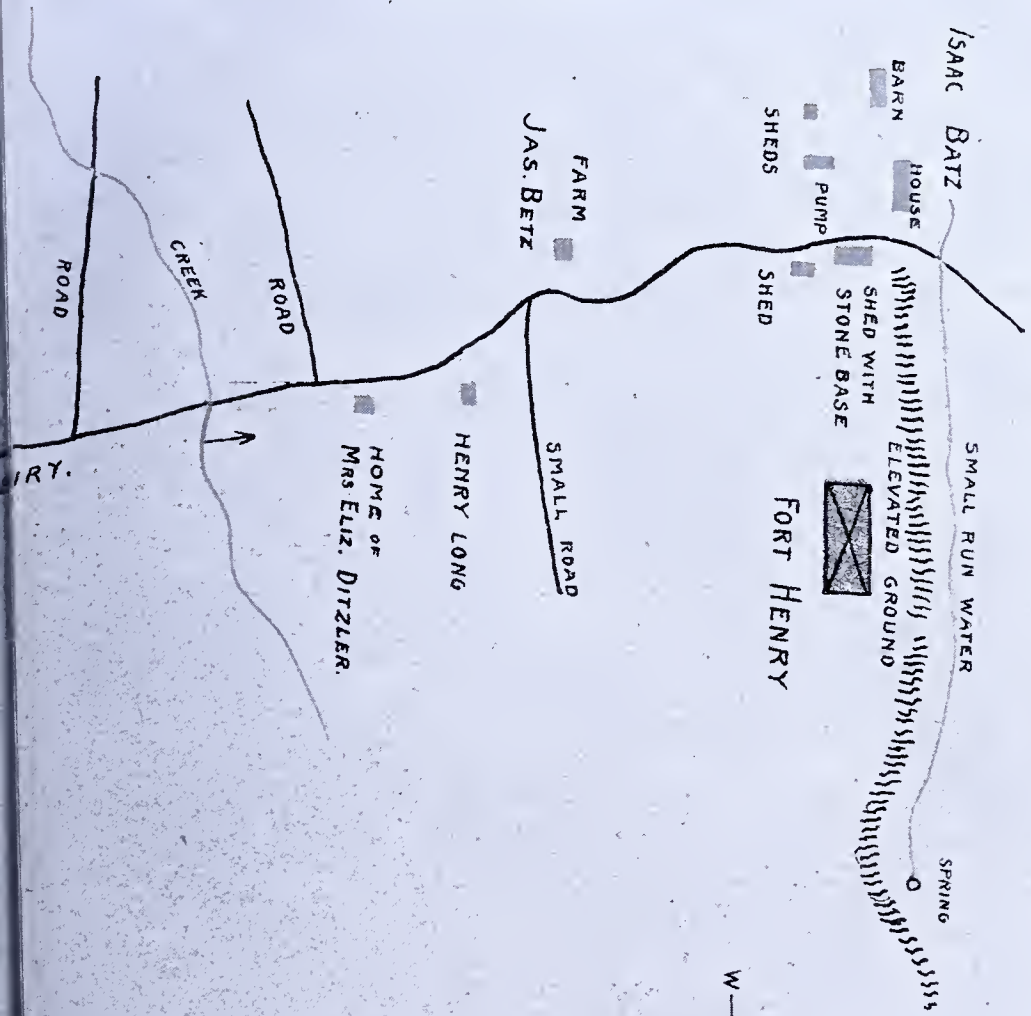 ISAAC BATZ
SMALL RUN WATER
SPRING
BARN
HOUSE
ELEVATED GROUND
SHED WITH
STONE BASE
PUMP
SHEDS
SHED
FORT HENRY
W
FARM
JAS. BETZ
SMALL ROAD
HENRY LONG
HOME OF
MRS ELIZ. DITZLER.
ROAD
CREEK
ROAD
IRY.